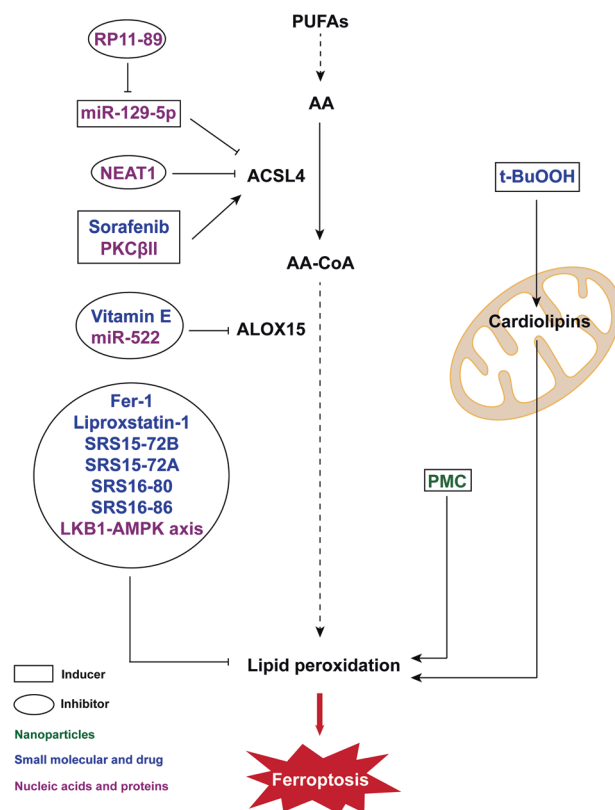 PUFAs
RP11-89
AA
miR-129-5p
NEAT1
ACSL4
t-BuOOH
Sorafenib
PKCβII
AA-CoA
Vitamin E
miR-522
ALOX15
Cardiolipins
Fer-1
Liproxstatin-1
SRS15-72B
SRS15-72A
SRS16-80
SRS16-86
LKB1-AMPK axis
PMC
Lipid peroxidation
Inducer
Inhibitor
Nanoparticles
Small molecular and drug
Nucleic acids and proteins
Ferroptosis